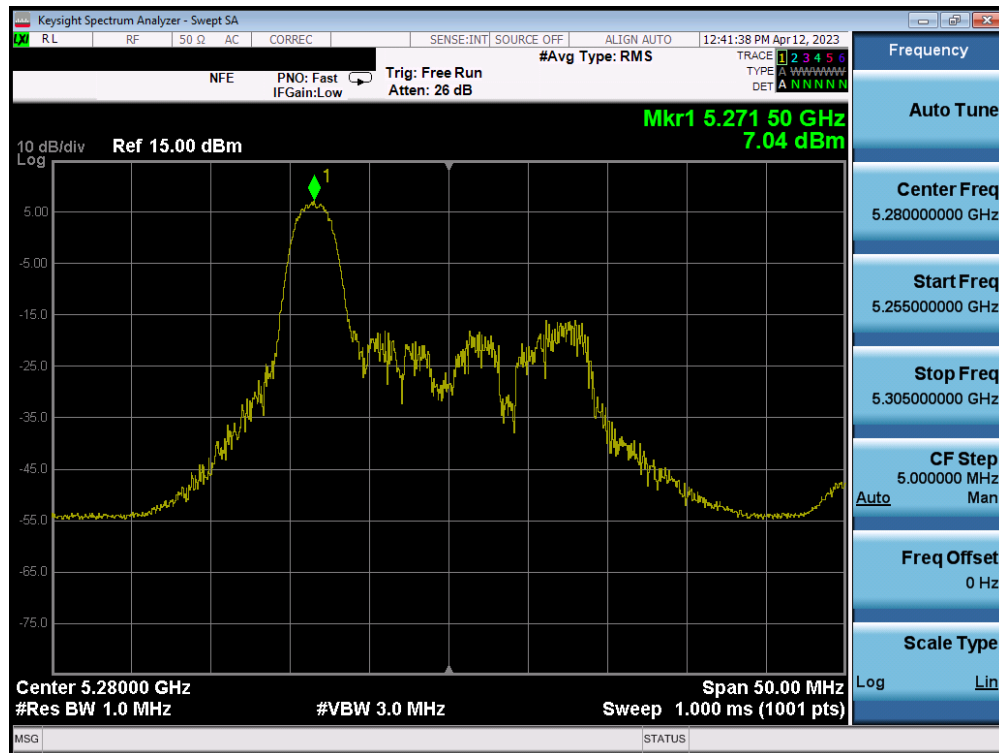 Keysight Spectrum Analyzer - Swept SA
LXI RL RF 50 Ω AC CORREC SENSE:INT SOURCE OFF ALIGN AUTO 12:41:38 PM Apr 12, 2023
NFE PNO: Fast Trig: Free Run #Avg Type: RMS TRACE 1 2 3 4 5 6
IFGain:Low Atten: 26 dB TYPE A WWWWW
DET A N N N N N
Mkr1 5.271 50 GHz
7.04 dBm
10 dB/div Ref 15.00 dBm
Log
1
5.00
-5.00
-15.0
-25.0
-35.0
-45.0
-55.0
-65.0
-75.0
Center 5.28000 GHz Span 50.00 MHz
#Res BW 1.0 MHz #VBW 3.0 MHz Sweep 1.000 ms (1001 pts)
MSG STATUS
Frequency
Auto Tune
Center Freq
5.280000000 GHz
Start Freq
5.255000000 GHz
Stop Freq
5.305000000 GHz
CF Step
5.000000 MHz
Auto Man
Freq Offset
0 Hz
Scale Type
Log Lin